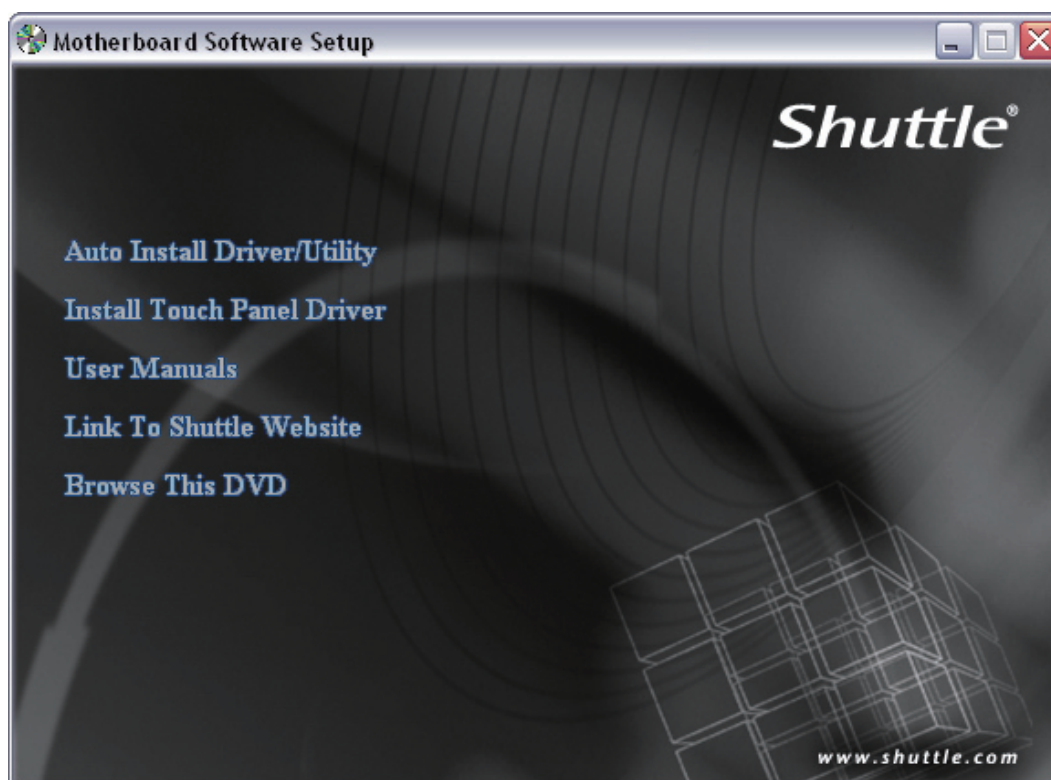 Motherboard Software Setup
Shuttle®
Auto Install Driver/Utility
Install Touch Panel Driver
User Manuals
Link To Shuttle Website
Browse This DVD
www.shuttle.com